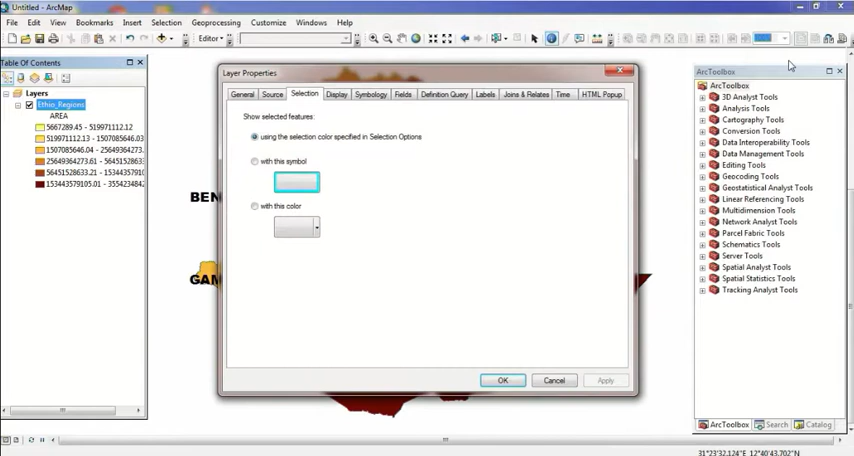 Untitled - ArcMap
File Edit View Bookmarks Insert Selection Geoprocessing Customize Windows Help
Editor
Table Of Contents
Layers
Ethio_Regions
AREA
5667289.45 - 519971112.12
519971112.13 - 15070856046.03
15070856046.04 - 25649364273.60
25649364273.61 - 56451528633.20
56451528633.21 - 153443579105.00
153443579105.01 - 3554234842
Layer Properties
General Source Selection Display Symbology Fields Definition Query Labels Joins & Relates Time HTML Popup
Show selected features:
using the selection color specified in Selection Options
with this symbol
with this color
OK Cancel Apply
BEN
GAM
ArcToolbox
ArcToolbox
3D Analyst Tools
Analysis Tools
Cartography Tools
Conversion Tools
Data Interoperability Tools
Data Management Tools
Editing Tools
Geocoding Tools
Geostatistical Analyst Tools
Linear Referencing Tools
Multidimension Tools
Network Analyst Tools
Parcel Fabric Tools
Schematics Tools
Server Tools
Spatial Analyst Tools
Spatial Statistics Tools
Tracking Analyst Tools
ArcToolbox Search Catalog
31°23'32.124"E 12°40'43.702"N